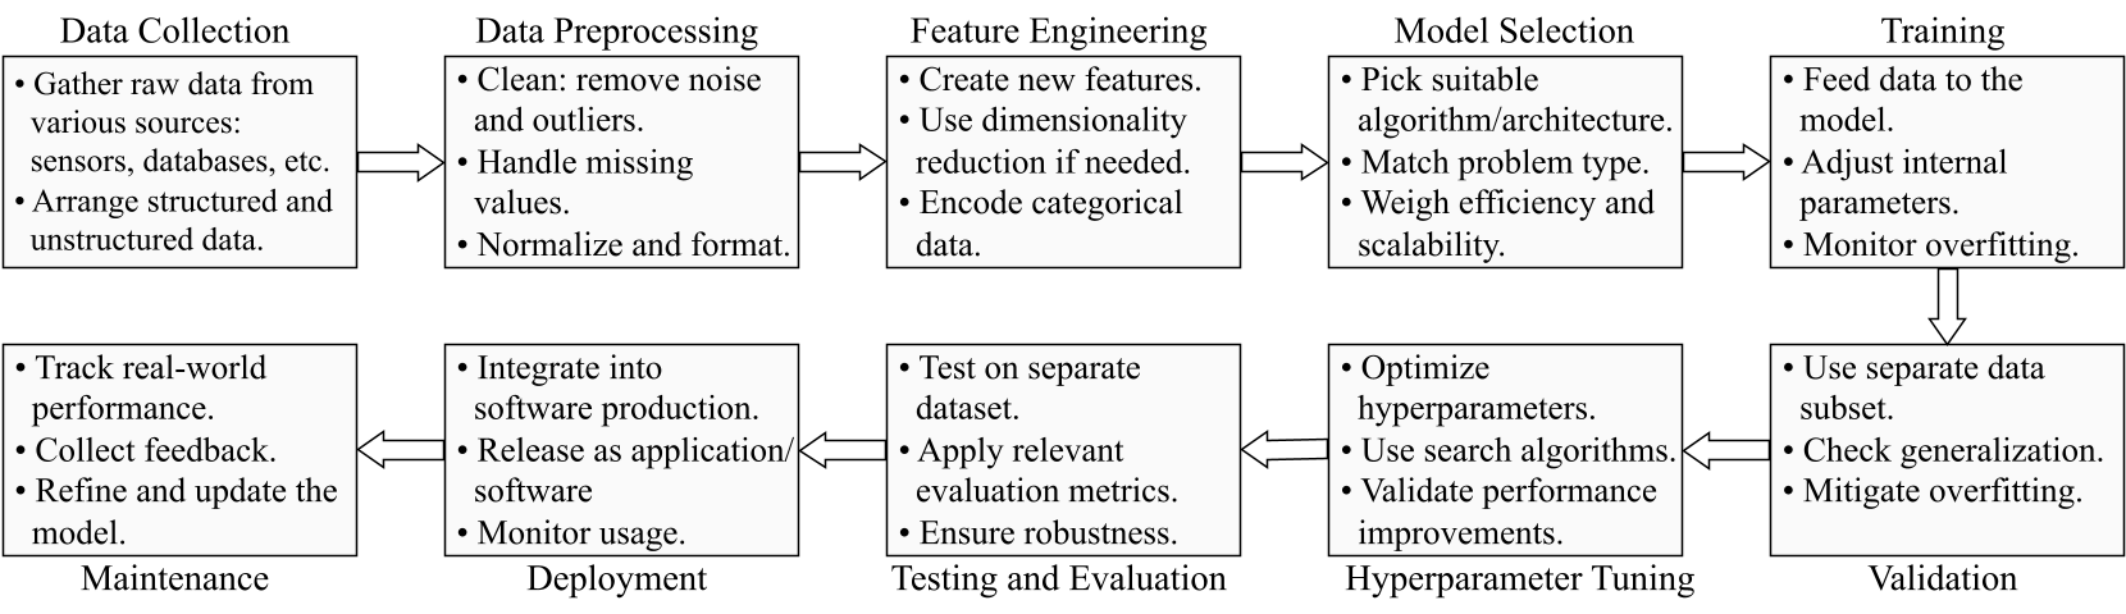 Data Collection
• Gather raw data from
various sources:
sensors, databases, etc.
• Arrange structured and
unstructured data.
Data Preprocessing
• Clean: remove noise
and outliers.
• Handle missing
values.
• Normalize and format.
Feature Engineering
• Create new features.
• Use dimensionality
reduction if needed.
• Encode categorical
data.
Model Selection
• Pick suitable
algorithm/architecture.
• Match problem type.
• Weigh efficiency and
scalability.
Training
• Feed data to the
model.
• Adjust internal
parameters.
• Monitor overfitting.
• Use separate data
subset.
• Check generalization.
• Mitigate overfitting.
Validation
• Optimize
hyperparameters.
• Use search algorithms.
• Validate performance
improvements.
Hyperparameter Tuning
• Test on separate
dataset.
• Apply relevant
evaluation metrics.
• Ensure robustness.
Testing and Evaluation
• Integrate into
software production.
• Release as application/
software
• Monitor usage.
Deployment
• Track real-world
performance.
• Collect feedback.
• Refine and update the
model.
Maintenance